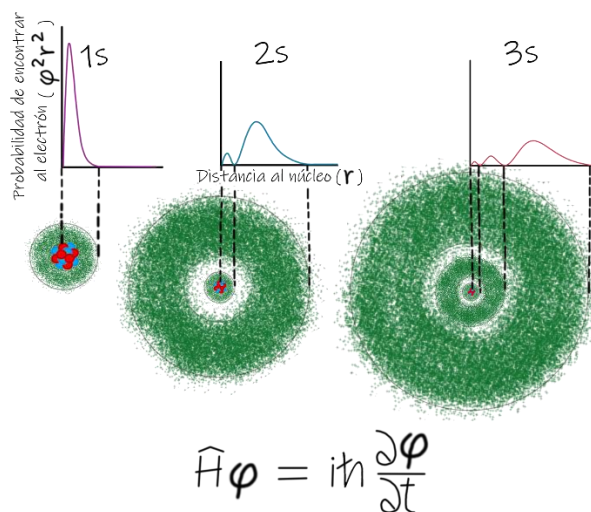 Probabilidad de encontrar
al electrón (φ²r²)
1s
2s
3s
Distancia al núcleo (r)
Ĥφ = iℏ ∂φ/∂t